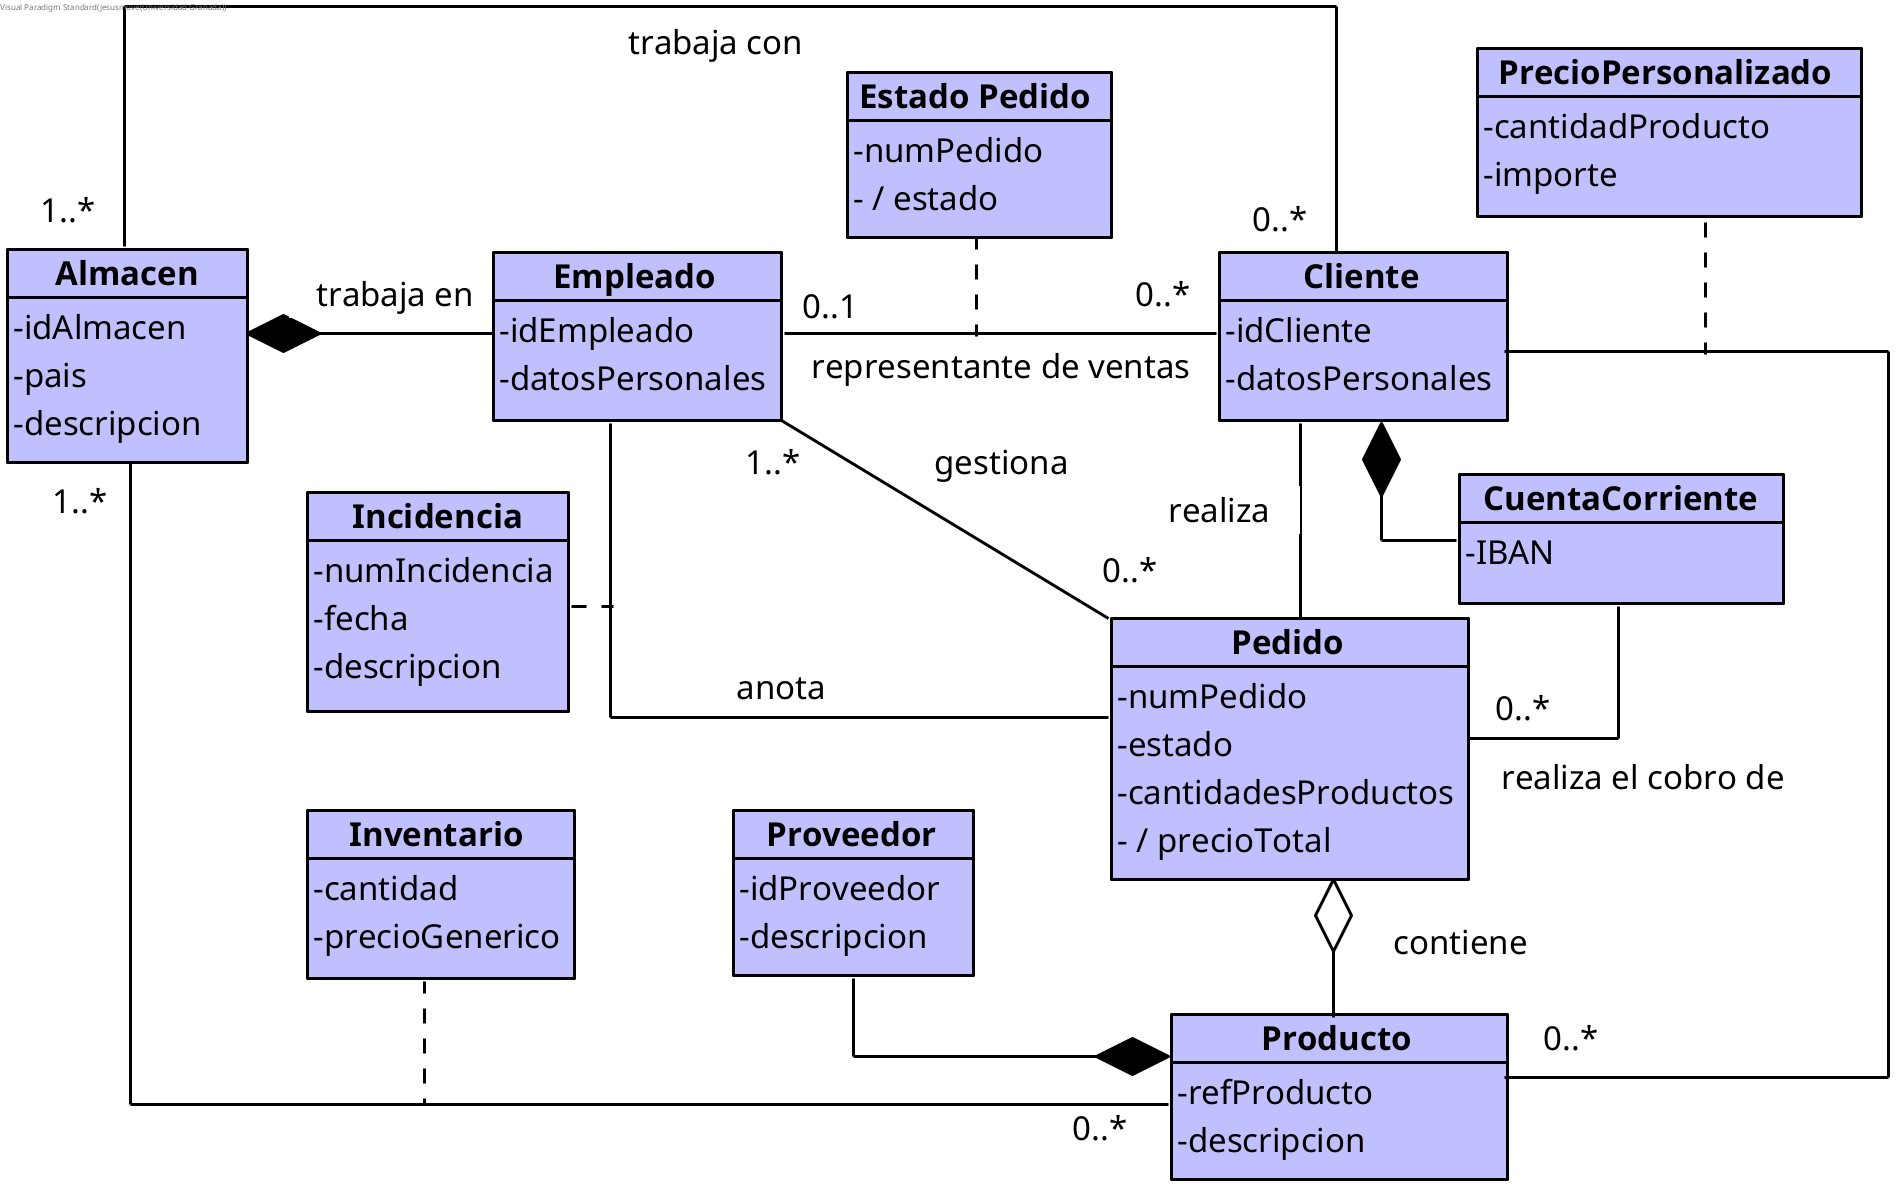 Visual Paradigm Standard(jesusnave(Universidad Granada))
trabaja con
Estado Pedido
-numPedido
- / estado
PrecioPersonalizado
-cantidadProducto
-importe
1..*
0..*
Almacen
-idAlmacen
-pais
-descripcion
trabaja en
Empleado
-idEmpleado
-datosPersonales
0..1
0..*
representante de ventas
Cliente
-idCliente
-datosPersonales
1..*
1..*
gestiona
0..*
realiza
CuentaCorriente
-IBAN
Incidencia
-numIncidencia
-fecha
-descripcion
anota
Pedido
-numPedido
-estado
-cantidadesProductos
- / precioTotal
0..*
realiza el cobro de
Inventario
-cantidad
-precioGenerico
Proveedor
-idProveedor
-descripcion
contiene
Producto
-refProducto
-descripcion
0..*
0..*